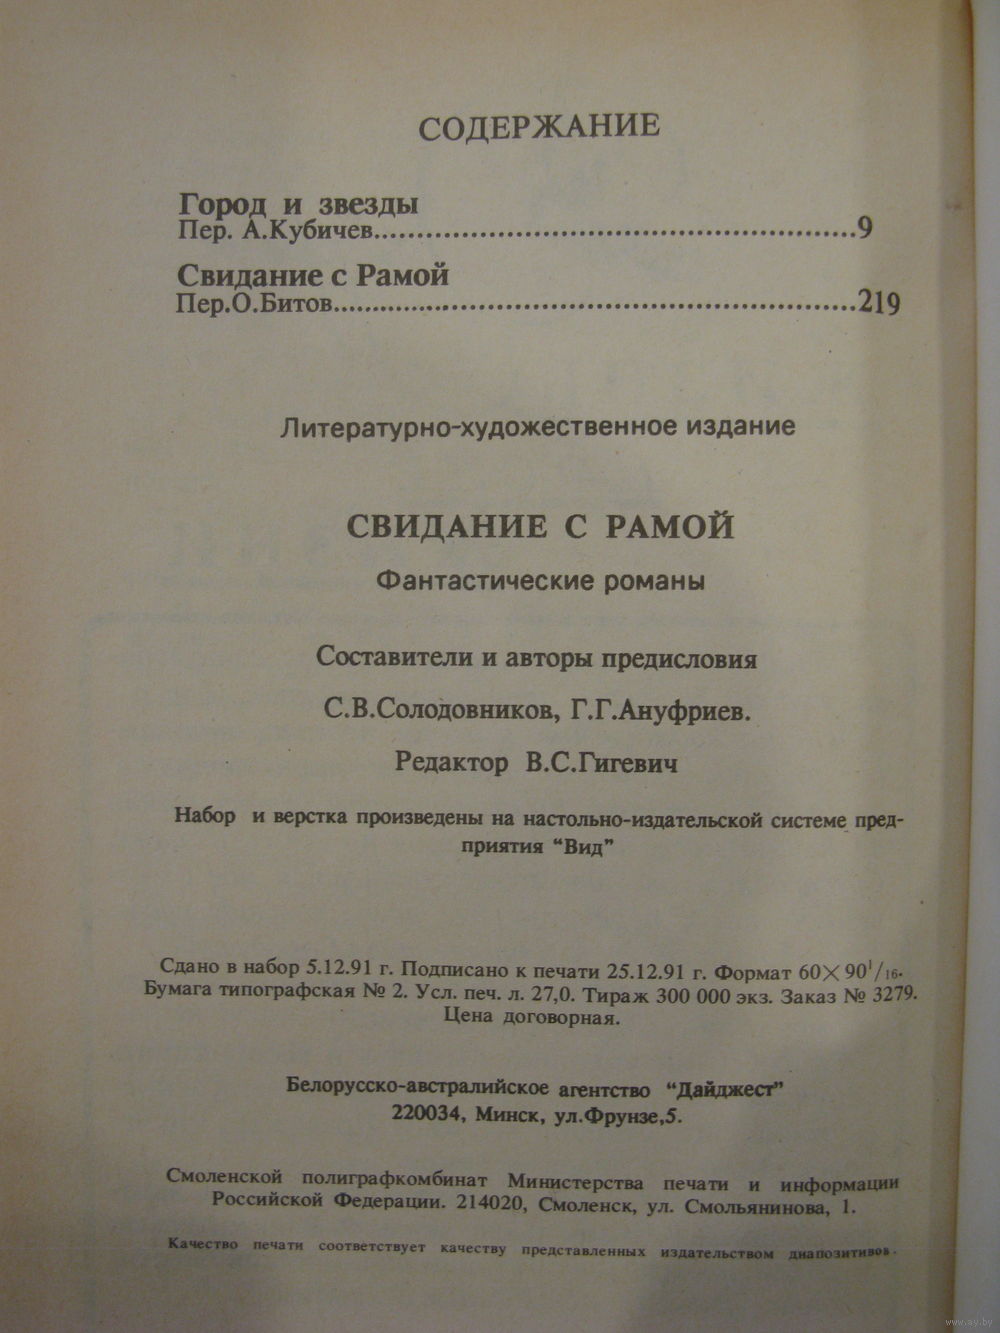 СОДЕРЖАНИЕ
Город и звезды
Пер. А.Кубичев............................................................9
Свидание с Рамой
Пер.О.Битов................................................................219
Литературно-художественное издание
СВИДАНИЕ С РАМОЙ
Фантастические романы
Составители и авторы предисловия
С.В.Солодовников, Г.Г.Ануфриев.
Редактор В.С.Гигевич
Набор и верстка произведены на настольно-издательской системе пред-
приятия “Вид”
Сдано в набор 5.12.91 г. Подписано к печати 25.12.91 г. Формат 60×90¹/₁₆.
Бумага типографская № 2. Усл. печ. л. 27,0. Тираж 300 000 экз. Заказ № 3279.
Цена договорная.
Белорусско-австралийское агентство “Дайджест”
220034, Минск, ул.Фрунзе,5.
Смоленской полиграфкомбинат Министерства печати и информации
Российской Федерации. 214020, Смоленск, ул. Смольянинова, 1.
Качество печати соответствует качеству представленных издательством диапозитивов.
www.ay.by